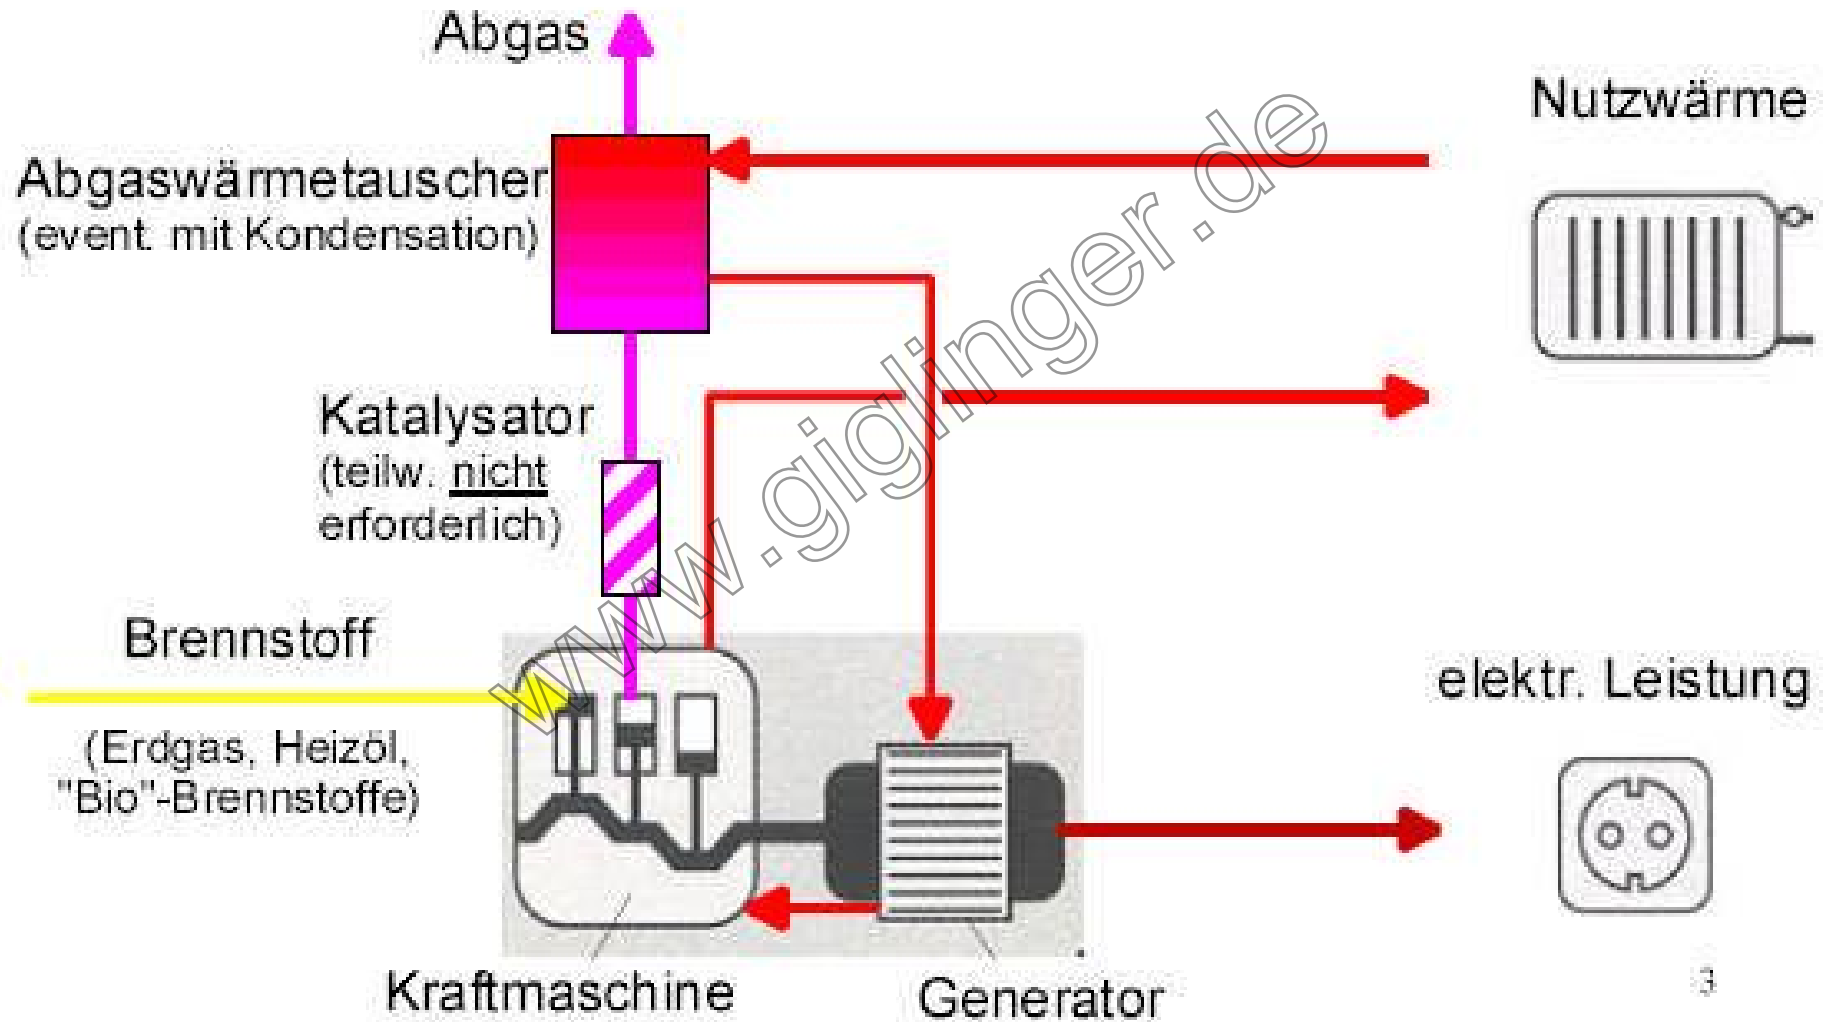 Abgas
Nutzwärme
Abgaswärmetauscher
(event. mit Kondensation)
Katalysator
(teilw. nicht
erforderlich)
Brennstoff
(Erdgas, Heizöl,
"Bio"-Brennstoffe)
elektr. Leistung
Kraftmaschine
Generator
3
www.giglinger.de